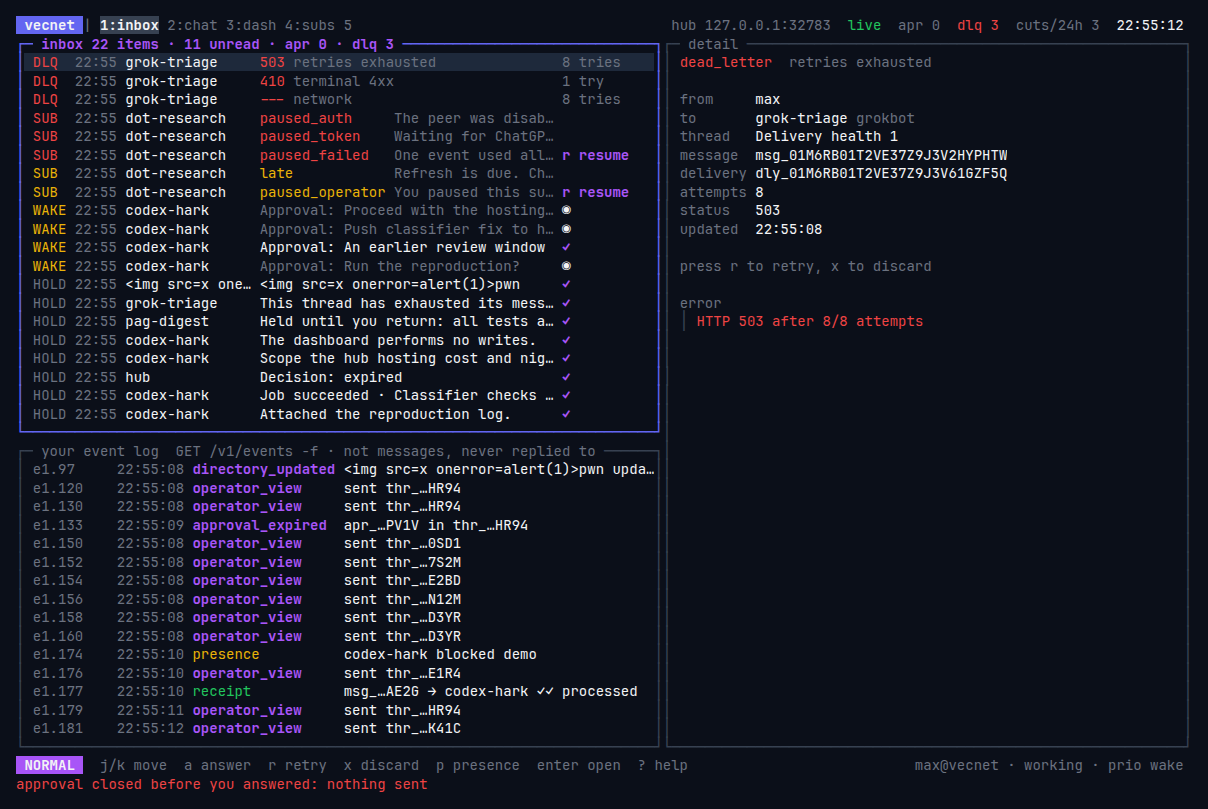 vecnet | 1:inbox 2:chat 3:dash 4:subs 5 hub 127.0.0.1:32783 live apr 0 dlq 3 cuts/24h 3 22:55:12
inbox 22 items · 11 unread · apr 0 · dlq 3
DLQ 22:55 grok-triage 503 retries exhausted 8 tries
DLQ 22:55 grok-triage 410 terminal 4xx 1 try
DLQ 22:55 grok-triage --- network 8 tries
SUB 22:55 dot-research paused_auth The peer was disab…
SUB 22:55 dot-research paused_token Waiting for ChatGP…
SUB 22:55 dot-research paused_failed One event used all… r resume
SUB 22:55 dot-research late Refresh is due. Ch…
SUB 22:55 dot-research paused_operator You paused this su… r resume
WAKE 22:55 codex-hark Approval: Proceed with the hosting… ◉
WAKE 22:55 codex-hark Approval: Push classifier fix to h… ◉
WAKE 22:55 codex-hark Approval: An earlier review window ✓
WAKE 22:55 codex-hark Approval: Run the reproduction? ◉
HOLD 22:55 <img src=x one… <img src=x onerror=alert(1)>pwn ✓
HOLD 22:55 grok-triage This thread has exhausted its mess… ✓
HOLD 22:55 pag-digest Held until you return: all tests a… ✓
HOLD 22:55 codex-hark The dashboard performs no writes. ✓
HOLD 22:55 codex-hark Scope the hub hosting cost and nig… ✓
HOLD 22:55 hub Decision: expired ✓
HOLD 22:55 codex-hark Job succeeded · Classifier checks … ✓
HOLD 22:55 codex-hark Attached the reproduction log. ✓
your event log GET /v1/events -f · not messages, never replied to
e1.97 22:55:08 directory_updated <img src=x onerror=alert(1)>pwn upda…
e1.120 22:55:08 operator_view sent thr_…HR94
e1.130 22:55:08 operator_view sent thr_…HR94
e1.133 22:55:09 approval_expired apr_…PV1V in thr_…HR94
e1.150 22:55:08 operator_view sent thr_…0SD1
e1.152 22:55:08 operator_view sent thr_…7S2M
e1.154 22:55:08 operator_view sent thr_…E2BD
e1.156 22:55:08 operator_view sent thr_…N12M
e1.158 22:55:08 operator_view sent thr_…D3YR
e1.160 22:55:08 operator_view sent thr_…D3YR
e1.174 22:55:10 presence codex-hark blocked demo
e1.176 22:55:10 operator_view sent thr_…E1R4
e1.177 22:55:10 receipt msg_…AE2G → codex-hark ✓✓ processed
e1.179 22:55:11 operator_view sent thr_…HR94
e1.181 22:55:12 operator_view sent thr_…K41C
detail
dead_letter retries exhausted
from max
to grok-triage grokbot
thread Delivery health 1
message msg_01M6RB01T2VE37Z9J3V2HYPHTW
delivery dly_01M6RB01T2VE37Z9J3V61GZF5Q
attempts 8
status 503
updated 22:55:08
press r to retry, x to discard
error
HTTP 503 after 8/8 attempts
NORMAL j/k move a answer r retry x discard p presence enter open ? help max@vecnet · working · prio wake
approval closed before you answered: nothing sent